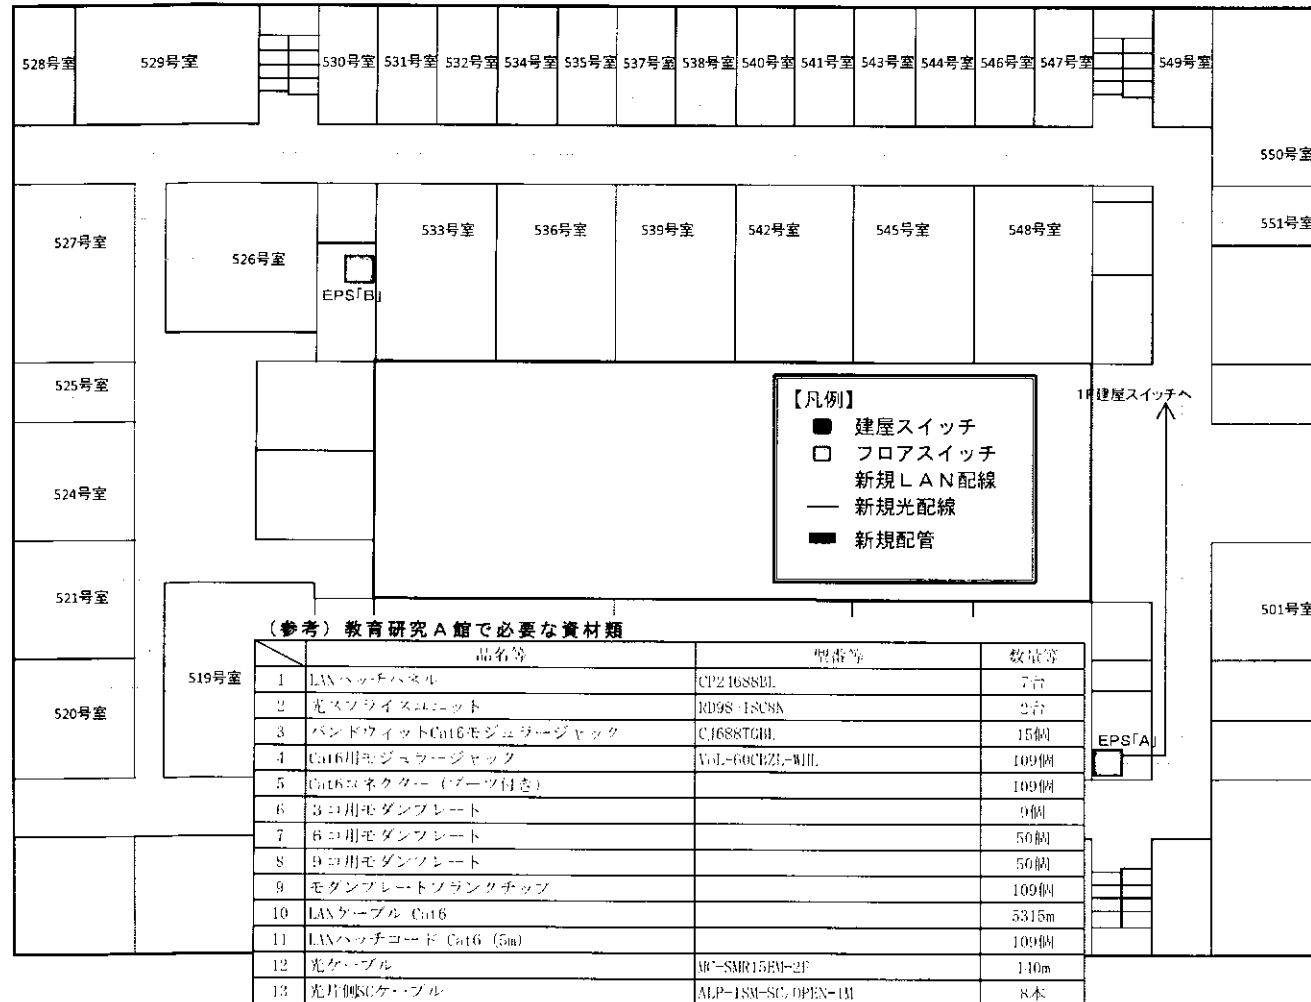 528号室
529号室
530号室
531号室
532号室
534号室
535号室
537号室
538号室
540号室
541号室
543号室
544号室
546号室
547号室
549号室
550号室
551号室
527号室
526号室
EPS「B」
533号室
536号室
539号室
542号室
545号室
548号室
525号室
524号室
521号室
520号室
519号室
501号室
【凡例】
建屋スイッチ
フロアスイッチ
新規LAN配線
新規光配線
新規配管
1F建屋スイッチへ
EPS「A」
(参考) 教育研究A館で必要な資材類
品名等 型番等 数量等
1 LANパッチパネル CP24688BL 7台
2 光スプライスユニット 2台
3 パンドウィットCat6モジュラージャック CJ688TGBL 15個
4 Cat6用モジュラージャック 109個
5 Cat6コネクター (ブーツ付き) 109個
6 3コ用モダンプレート 9個
7 6コ用モダンプレート 50個
8 9コ用モダンプレート 50個
9 モダンプレートブランクチップ 109個
10 LANケーブル Cat6 5315m
11 LANパッチコード Cat6 (5m) 109個
12 光ケーブル 140m
13 光片側SCケーブル ALP-1SM-SC/OPEN-1M 8本